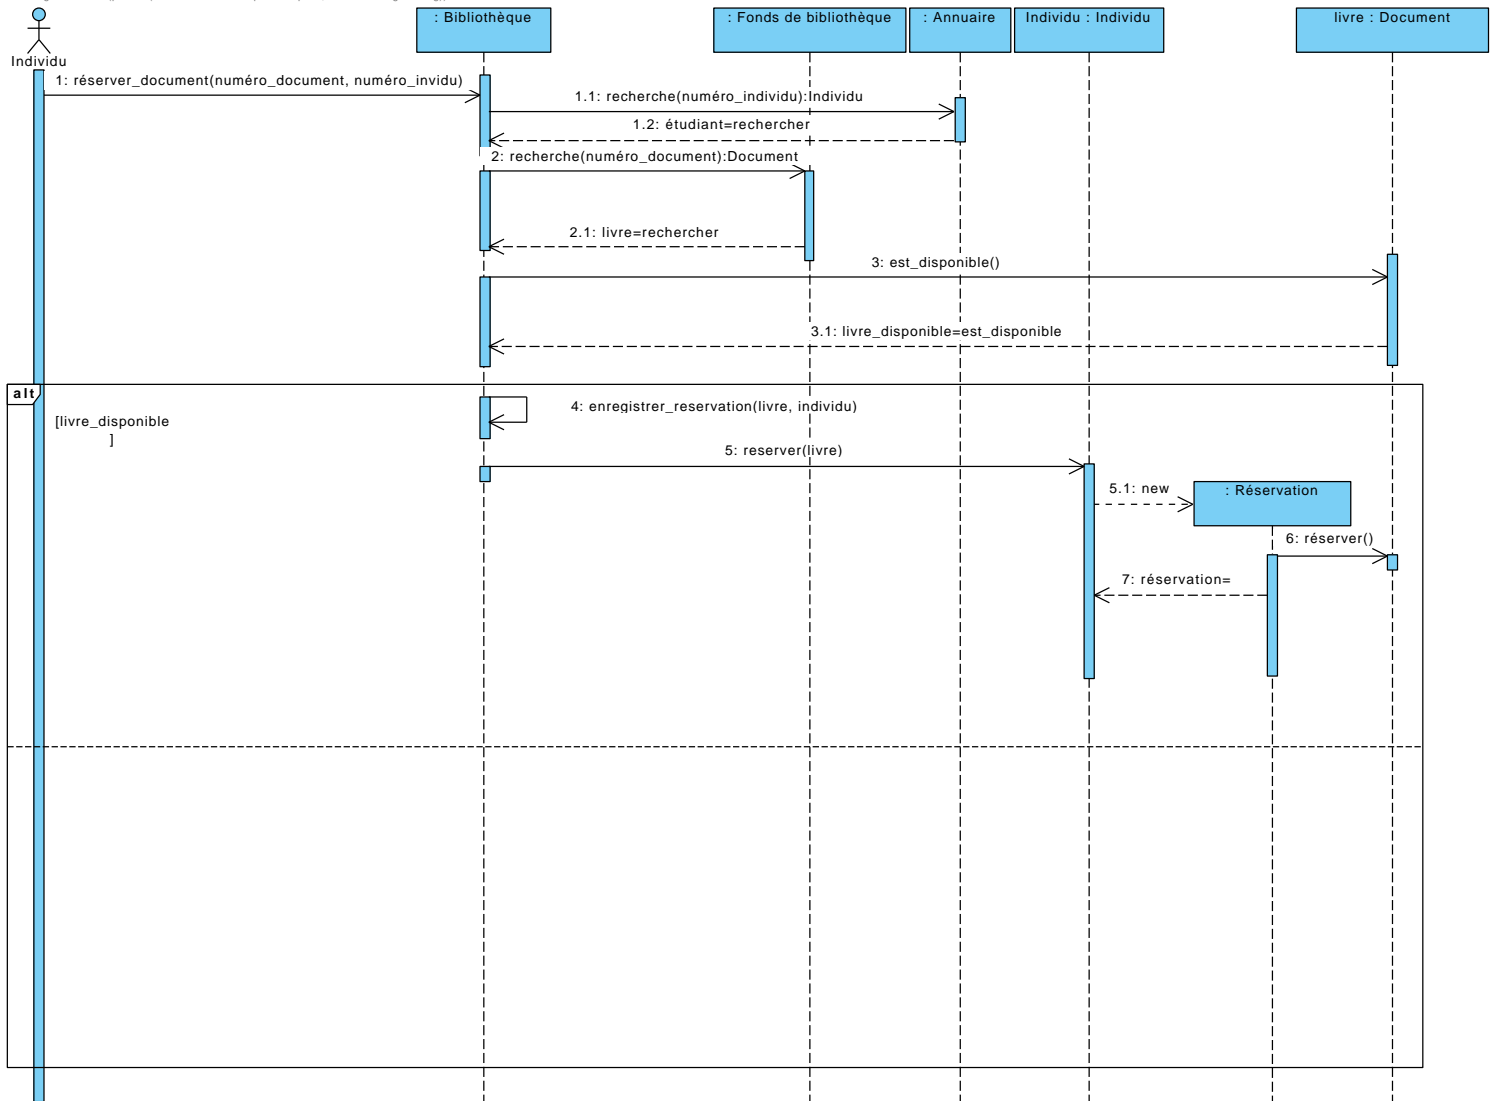 : Bibliothèque
: Fonds de bibliothèque
: Annuaire
Individu : Individu
livre : Document
Individu
1: réserver_document(numéro_document, numéro_invidu)
1.1: recherche(numéro_individu):Individu
1.2: étudiant=rechercher
2: recherche(numéro_document):Document
2.1: livre=rechercher
3: est_disponible()
3.1: livre_disponible=est_disponible
alt
4: enregistrer_reservation(livre, individu)
[livre_disponible
]
5: reserver(livre)
5.1: new
: Réservation
6: réserver()
7: réservation=